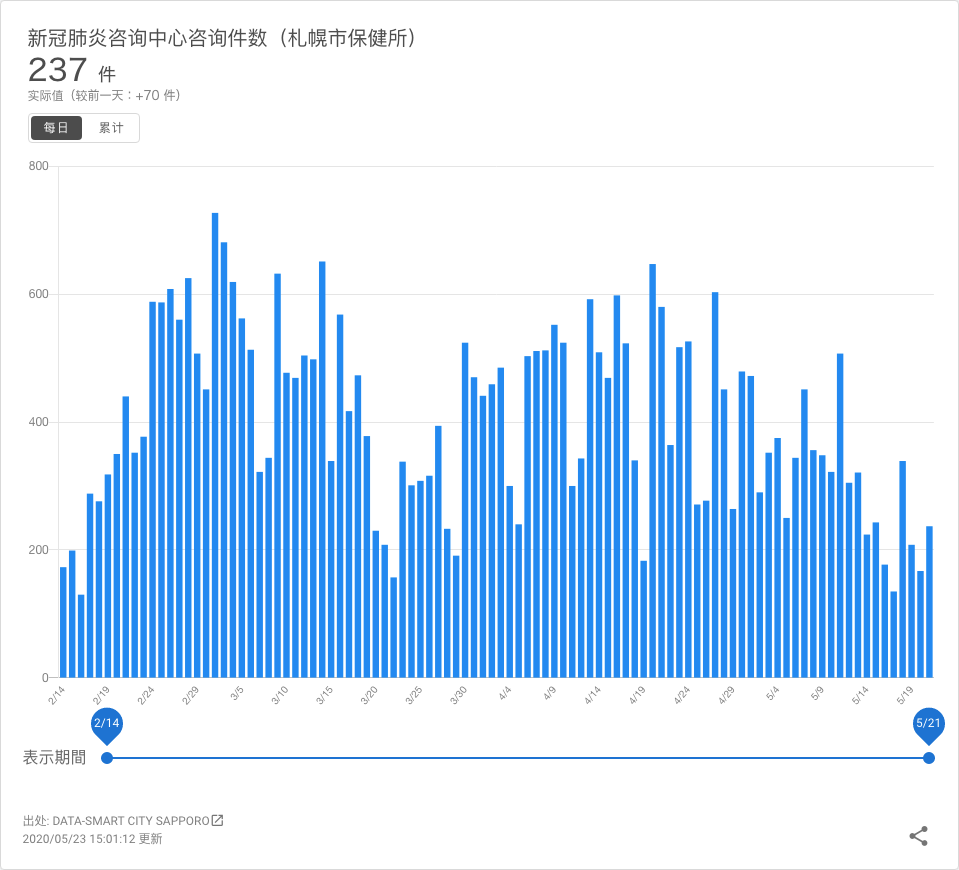 新冠肺炎咨询中心咨询件数（札幌市保健所）
237 件
实际值（较前一天：+70 件）
每日 累计
800
600
400
200
0
2/14 2/19 2/24 2/29 3/5 3/10 3/15 3/20 3/25 3/30 4/4 4/9 4/14 4/19 4/24 4/29 5/4 5/9 5/14 5/19
2/14 5/21
表示期間
出处: DATA-SMART CITY SAPPORO
2020/05/23 15:01:12 更新